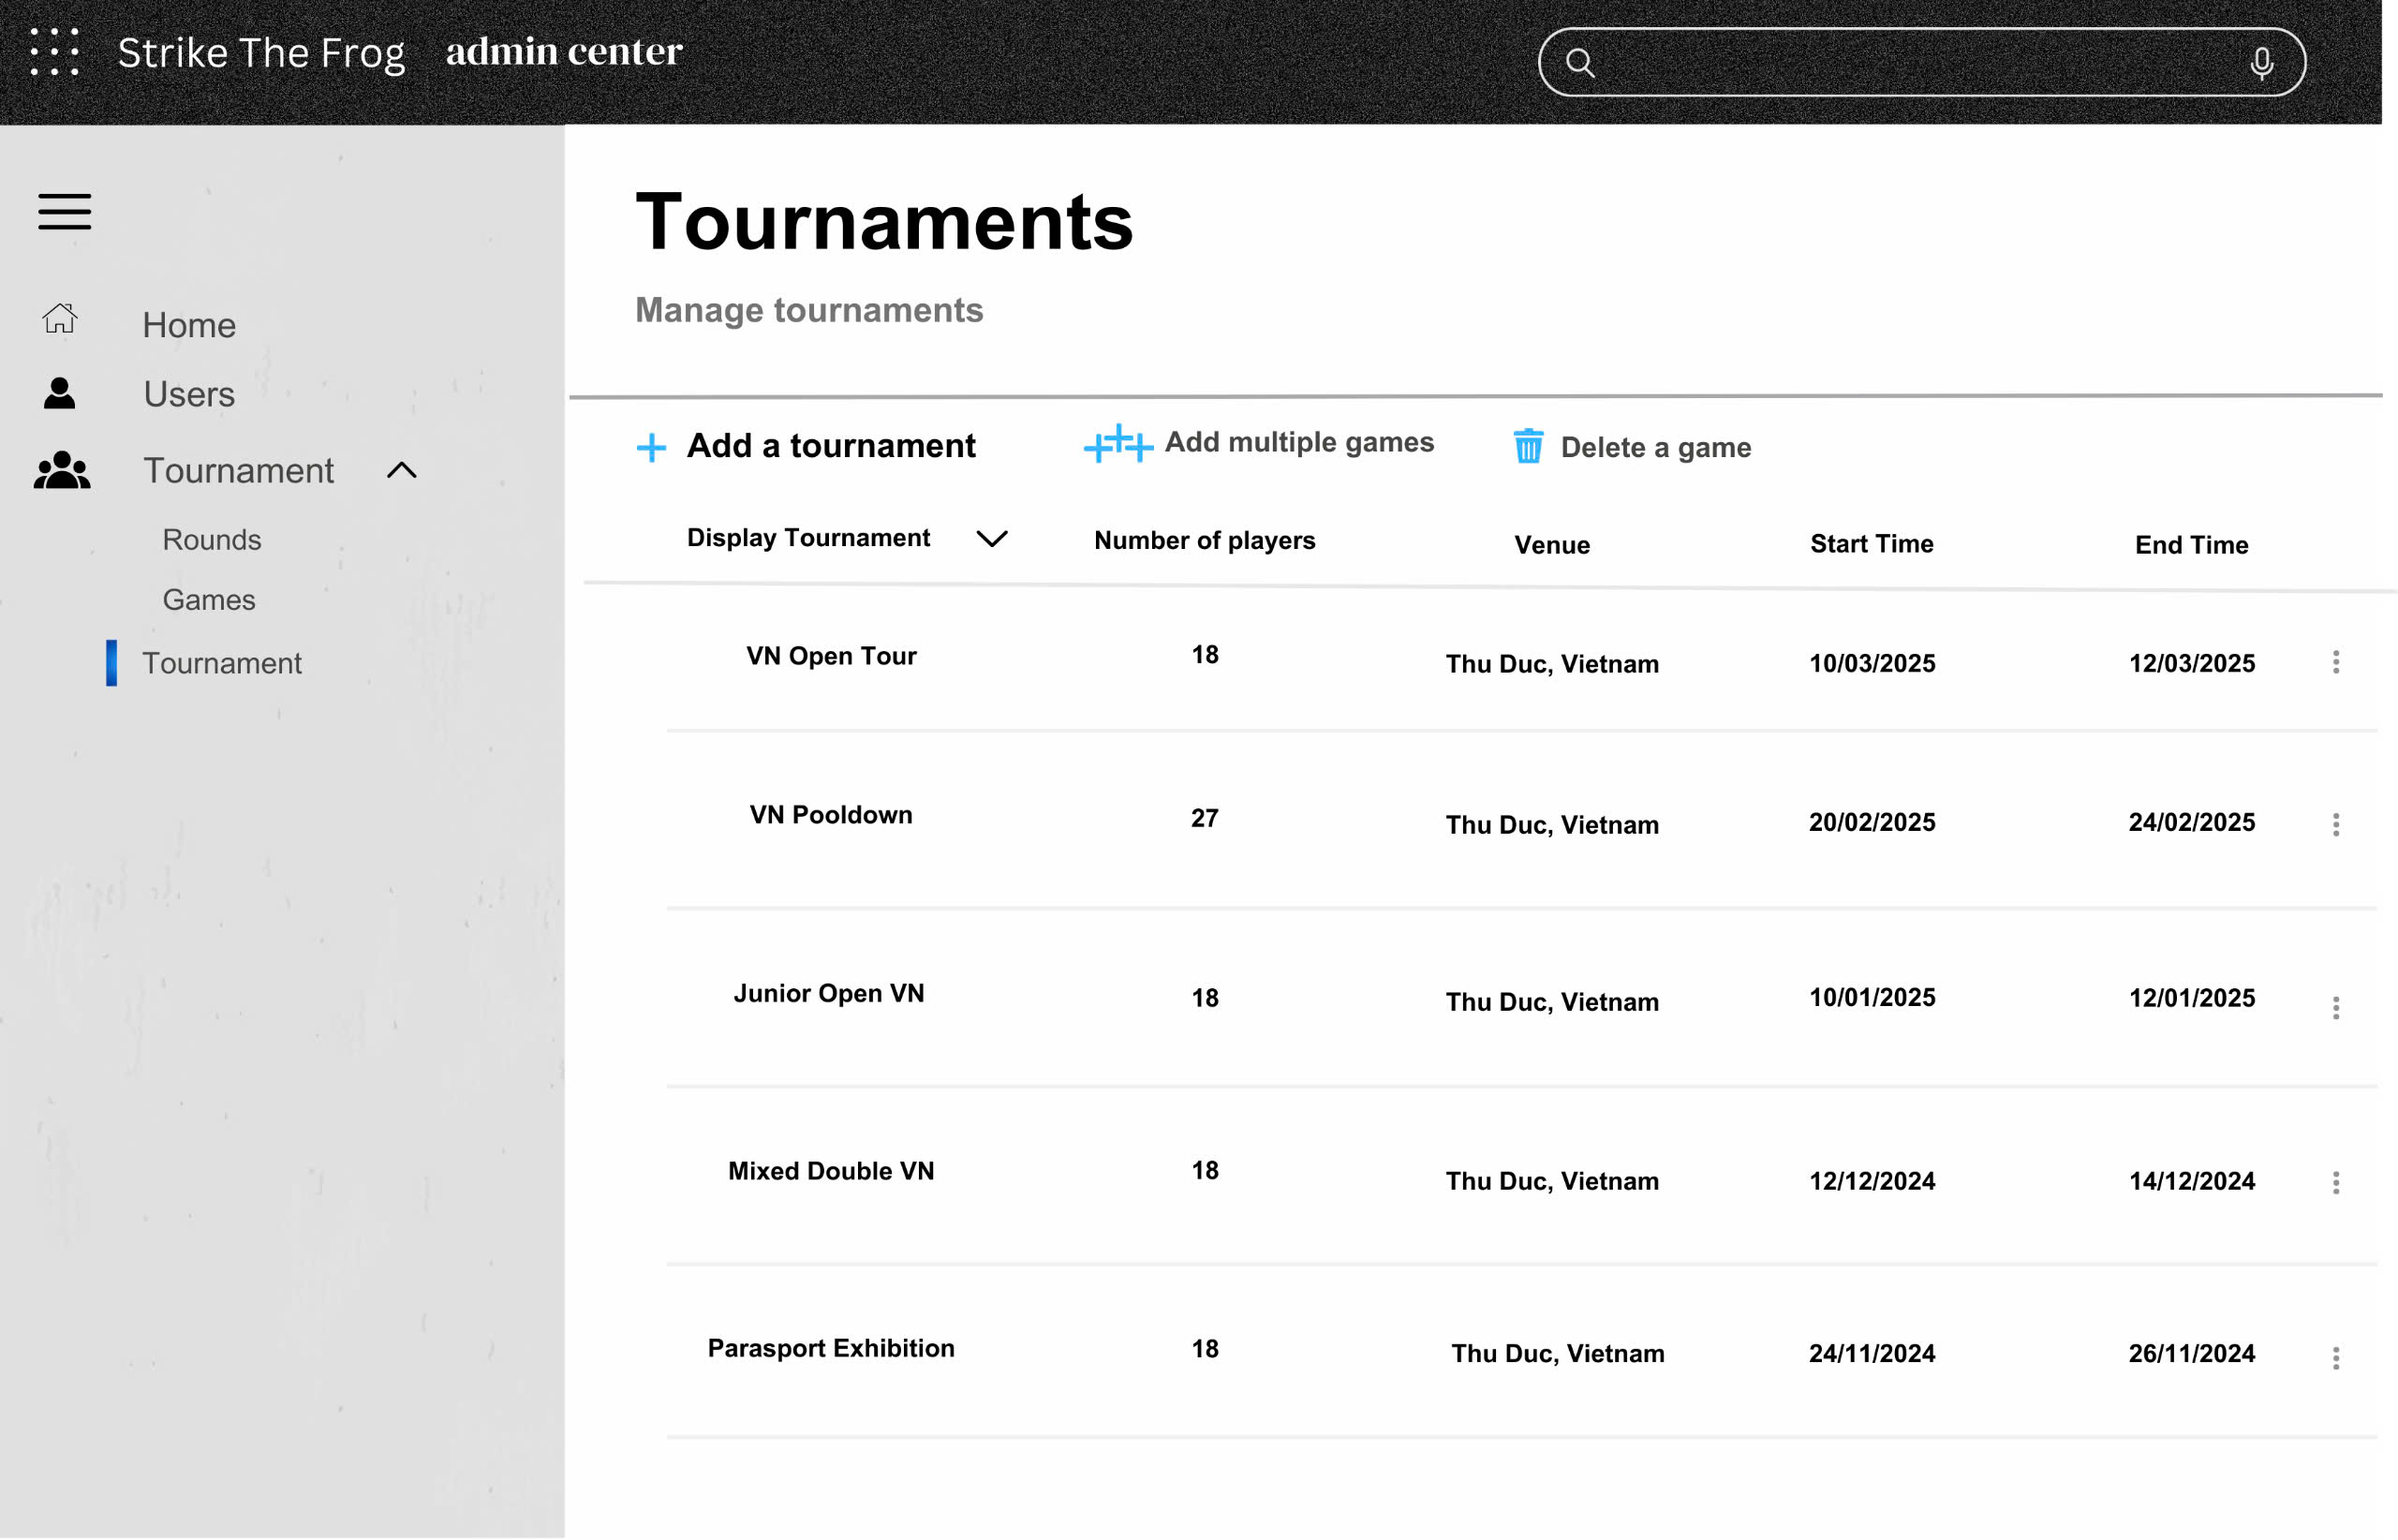 Strike The Frog admin center
Tournaments
Manage tournaments
Home
Users
Tournament
Rounds
Games
Tournament
Add a tournament Add multiple games Delete a game
Display Tournament Number of players Venue Start Time End Time
VN Open Tour 18 Thu Duc, Vietnam 10/03/2025 12/03/2025
VN Pooldown 27 Thu Duc, Vietnam 20/02/2025 24/02/2025
Junior Open VN 18 Thu Duc, Vietnam 10/01/2025 12/01/2025
Mixed Double VN 18 Thu Duc, Vietnam 12/12/2024 14/12/2024
Parasport Exhibition 18 Thu Duc, Vietnam 24/11/2024 26/11/2024